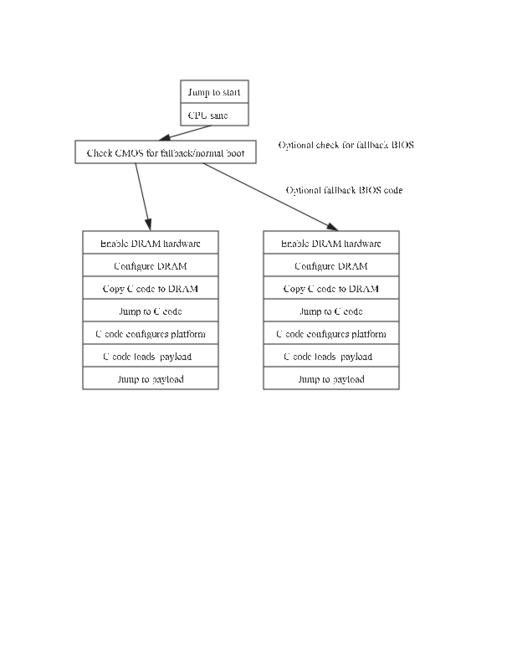 Jump to start
CPU sane
Check CMOS for fallback/normal boot
Optional check for fallback BIOS
Optional fallback BIOS code
Enable DRAM hardware
Configure DRAM
Copy C code to DRAM
Jump to C code
C code configures platform
C code loads payload
Jump to payload
Enable DRAM hardware
Configure DRAM
Copy C code to DRAM
Jump to C code
C code configures platform
C code loads payload
Jump to payload